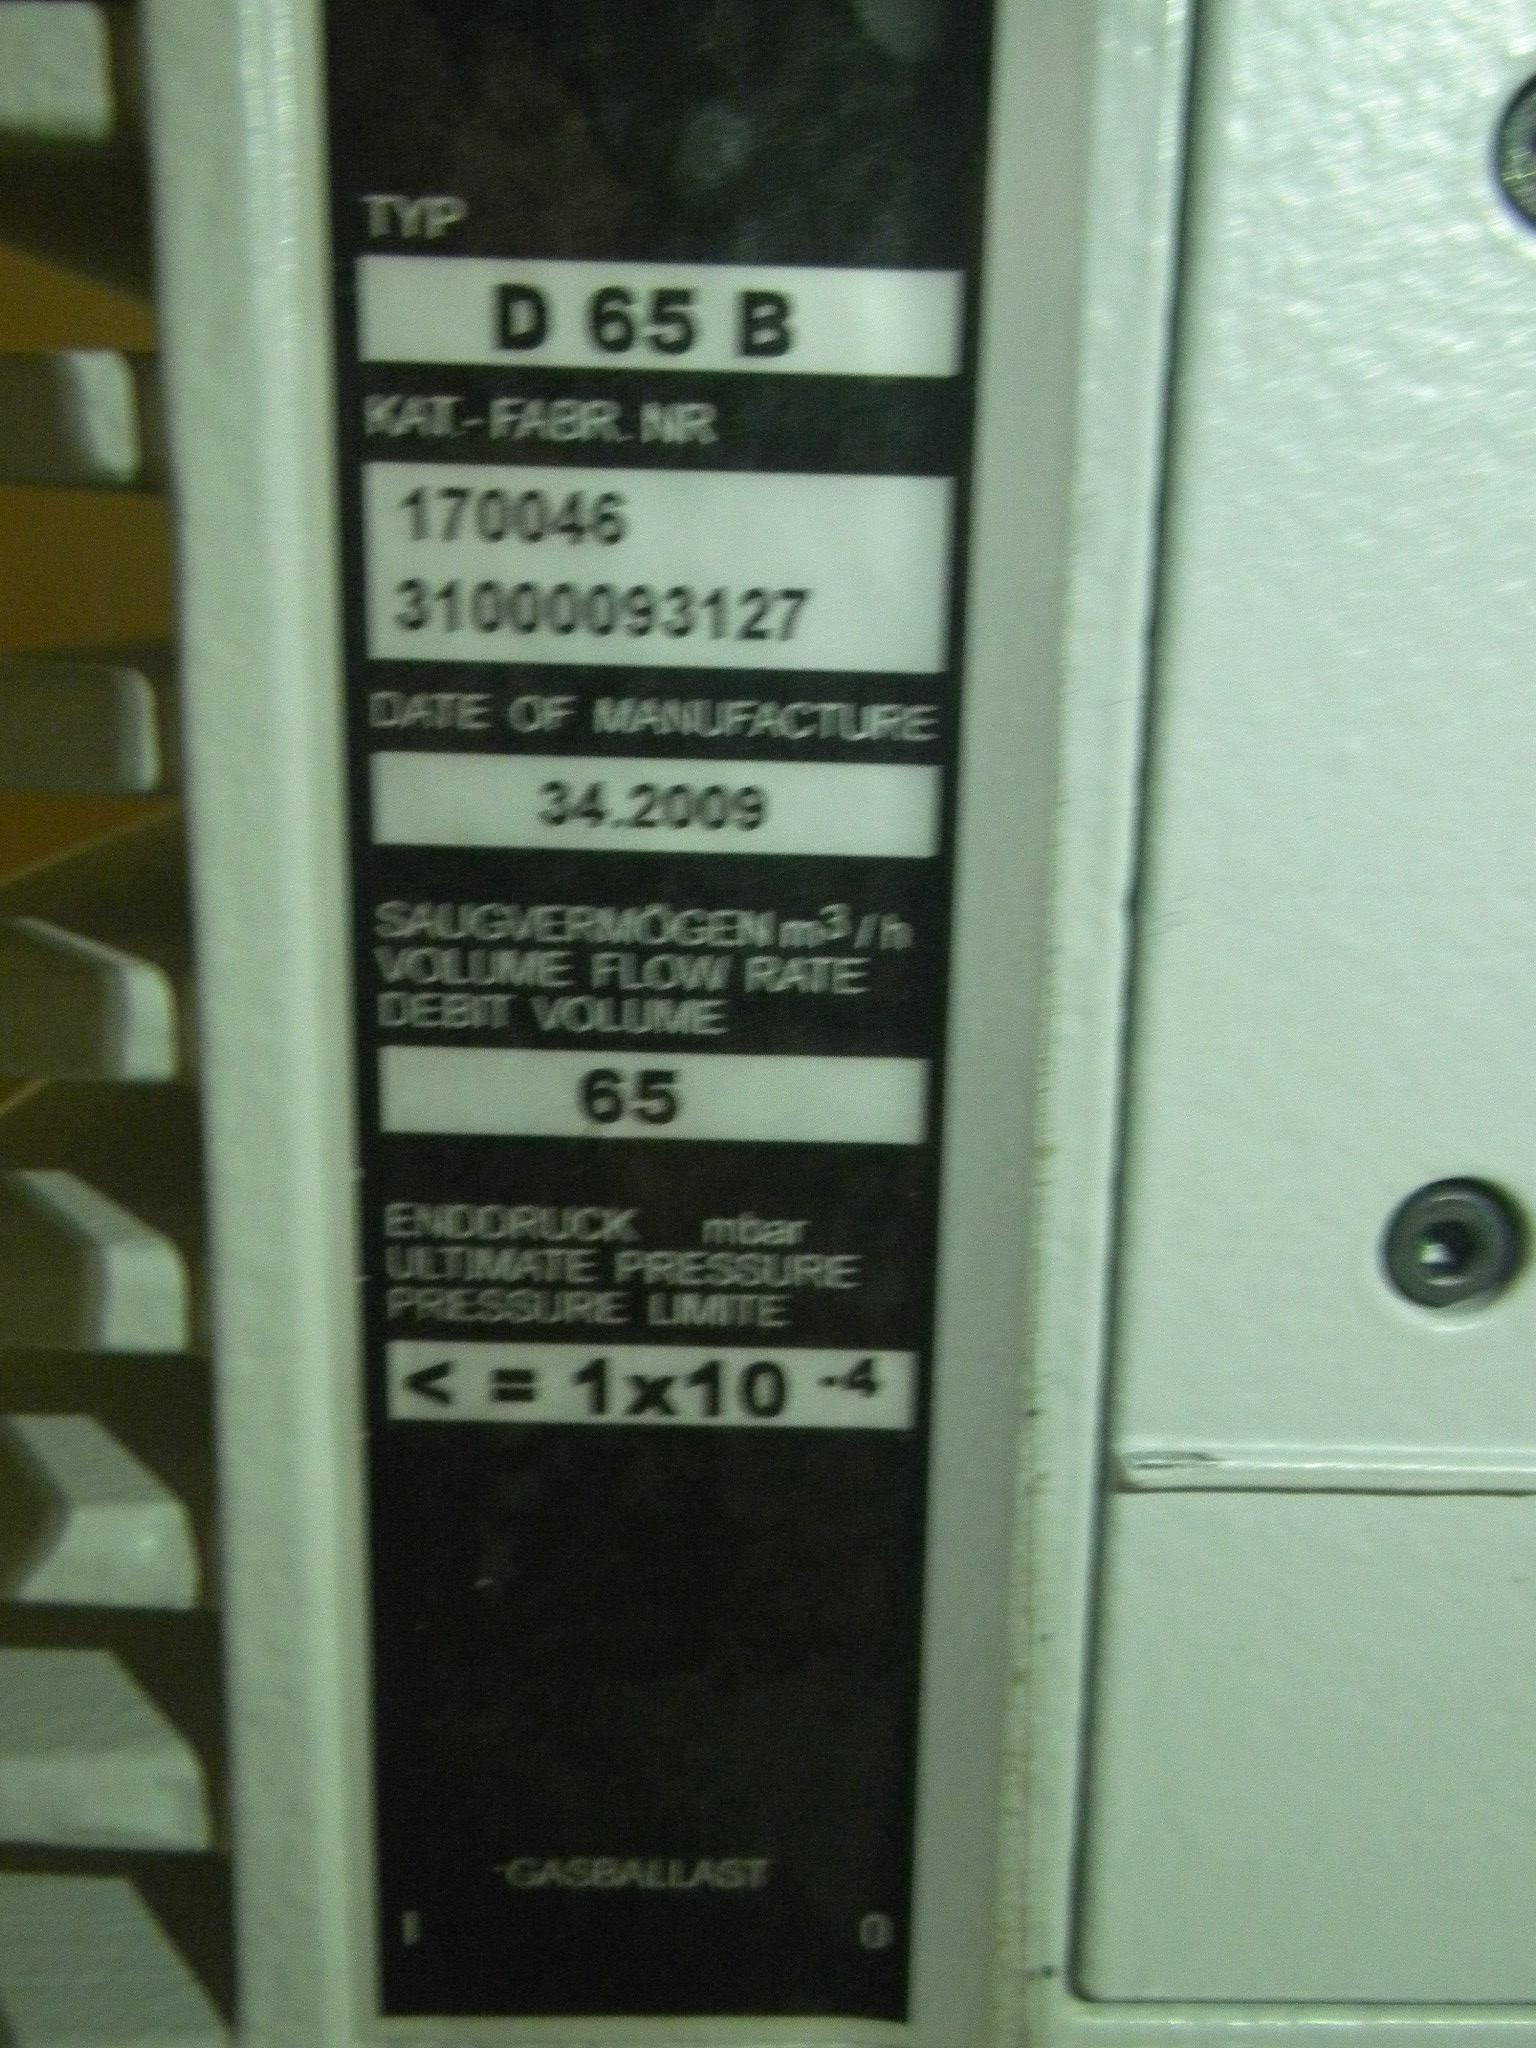 TYP
D 65 B
KAT.-FABR. NR.
170046
31000093127
DATE OF MANUFACTURE
34.2009
SAUGVERMÖGEN m³/h
VOLUME FLOW RATE
DEBIT VOLUME
65
ENDDRUCK mbar
ULTIMATE PRESSURE
PRESSURE LIMITE
< = 1x10 ⁻⁴
GASBALLAST
I 0